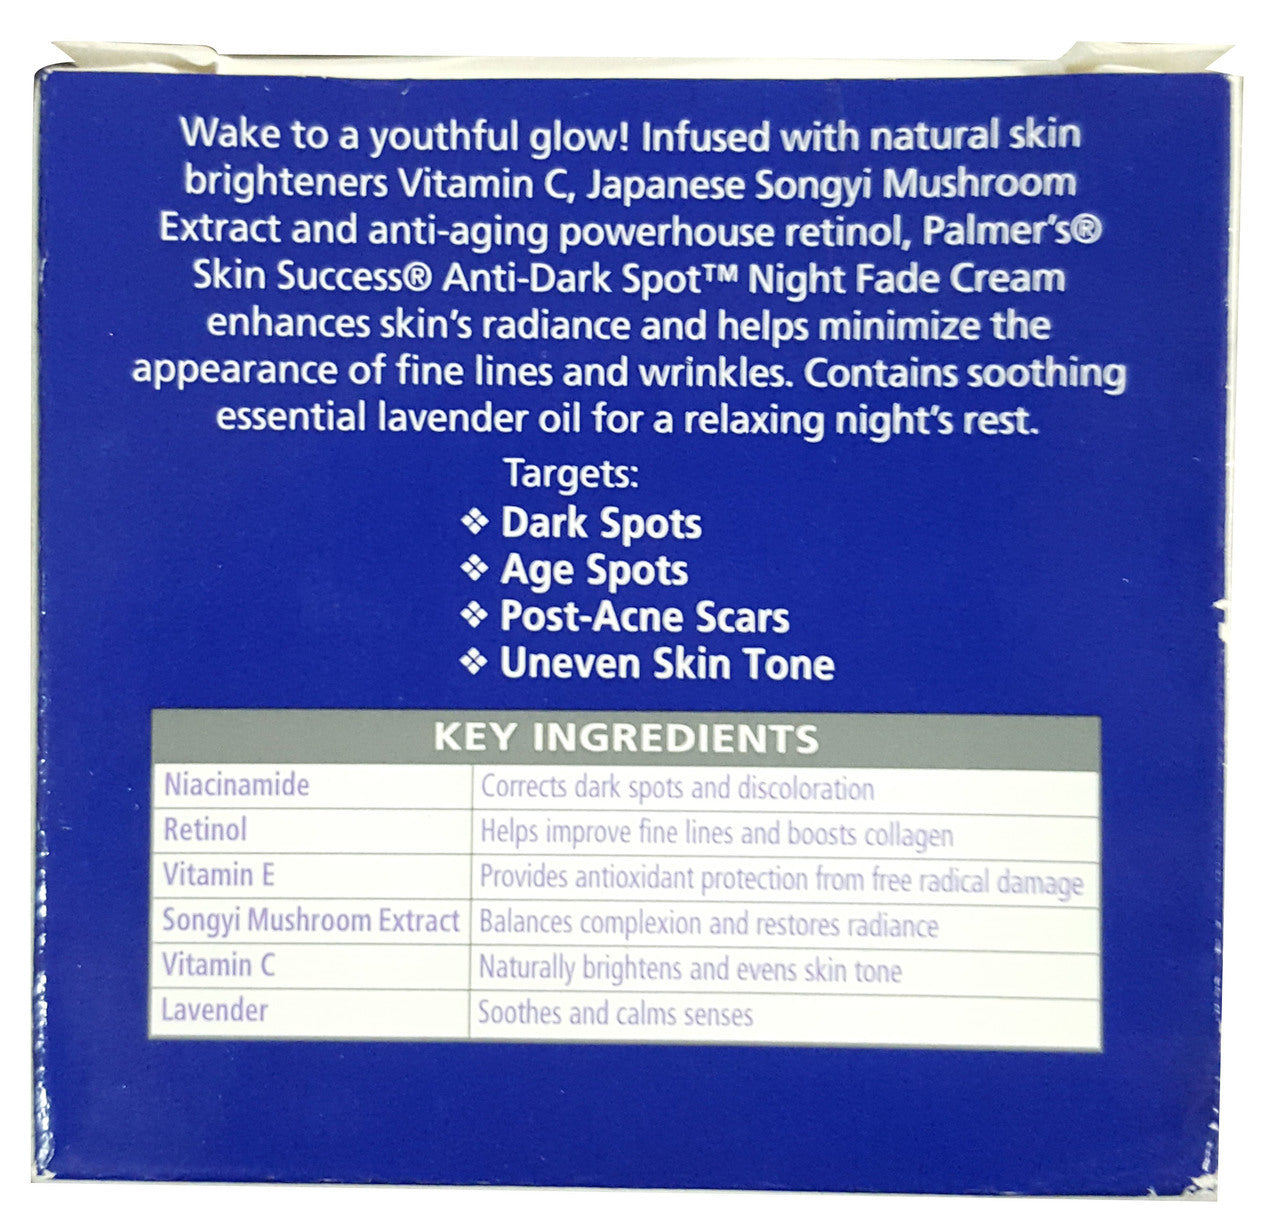 Wake to a youthful glow! Infused with natural skin
brighteners Vitamin C, Japanese Songyi Mushroom
Extract and anti-aging powerhouse retinol, Palmer's®
Skin Success® Anti-Dark Spot™ Night Fade Cream
enhances skin's radiance and helps minimize the
appearance of fine lines and wrinkles. Contains soothing
essential lavender oil for a relaxing night's rest.
Targets:
❖ Dark Spots
❖ Age Spots
❖ Post-Acne Scars
❖ Uneven Skin Tone
KEY INGREDIENTS
Niacinamide Corrects dark spots and discoloration
Retinol Helps improve fine lines and boosts collagen
Vitamin E Provides antioxidant protection from free radical damage
Songyi Mushroom Extract Balances complexion and restores radiance
Vitamin C Naturally brightens and evens skin tone
Lavender Soothes and calms senses